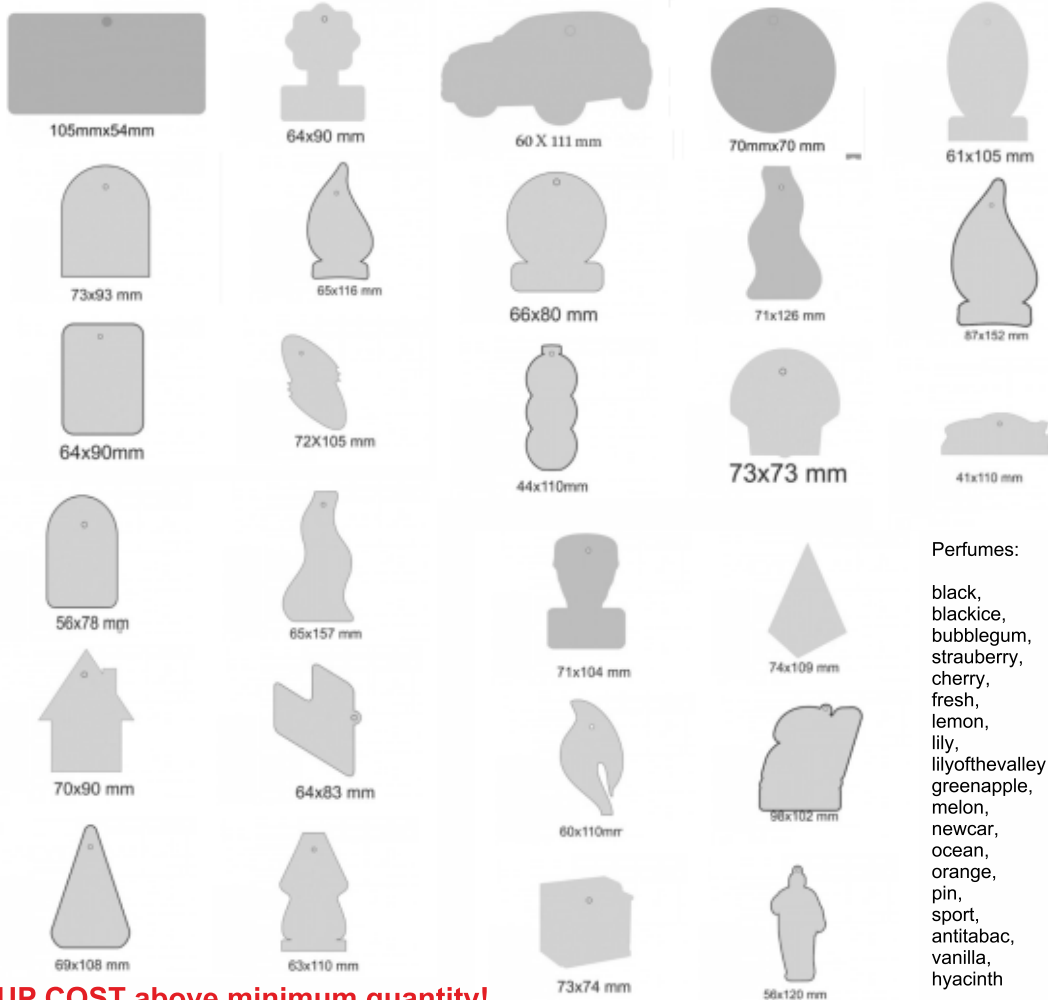 105mmx54mm
64x90 mm
60 X 111 mm
70mmx70 mm
61x105 mm
73x93 mm
65x116 mm
66x80 mm
71x126 mm
87x152 mm
64x90mm
72X105 mm
44x110mm
73x73 mm
41x110 mm
56x78 mm
65x157 mm
71x104 mm
74x109 mm
70x90 mm
64x83 mm
60x110mm
98x102 mm
69x108 mm
63x110 mm
73x74 mm
56x120 mm
Perfumes:
black,
blackice,
bubblegum,
strauberry,
cherry,
fresh,
lemon,
lily,
lilyofthevalley
greenapple,
melon,
newcar,
ocean,
orange,
pin,
sport,
antitabac,
vanilla,
hyacinth
UP COST above minimum quantity!